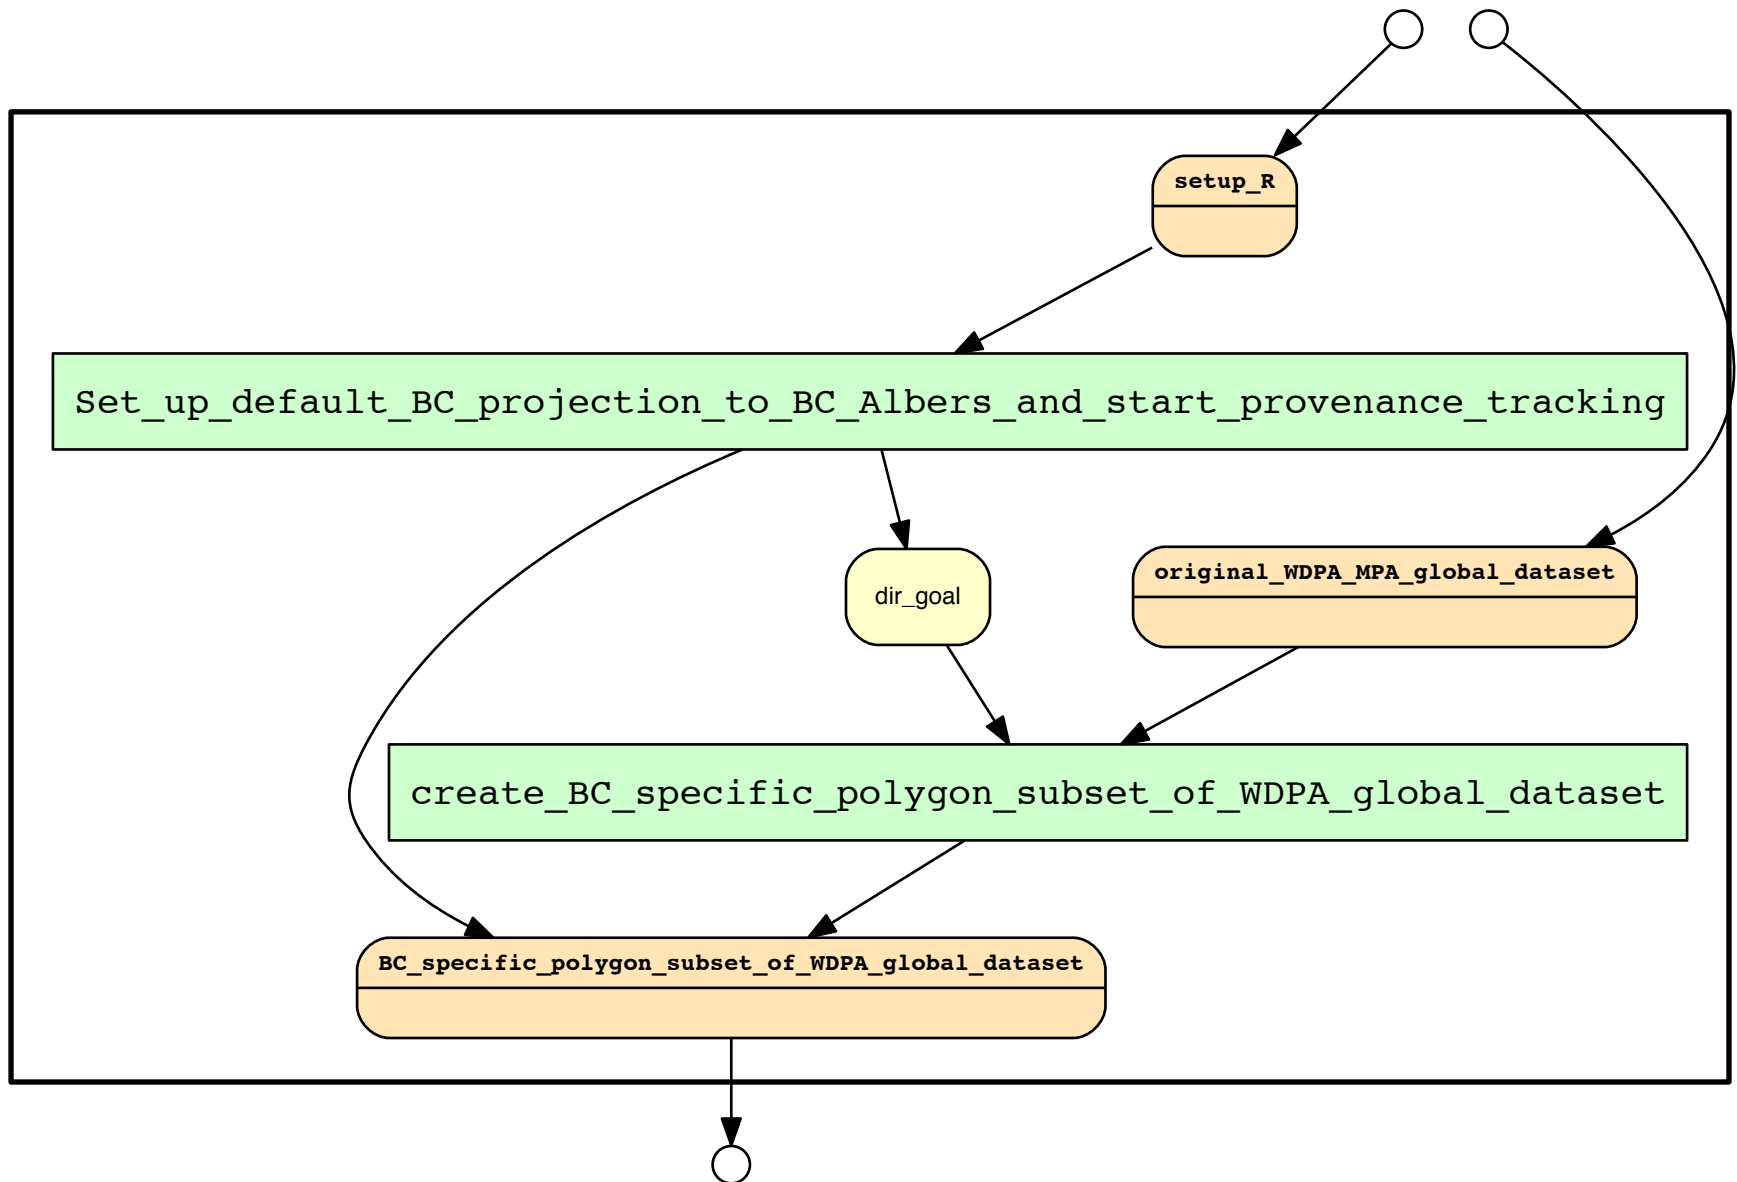 setup_R
Set_up_default_BC_projection_to_BC_Albers_and_start_provenance_tracking
dir_goal
original_WDPA_MPA_global_dataset
create_BC_specific_polygon_subset_of_WDPA_global_dataset
BC_specific_polygon_subset_of_WDPA_global_dataset